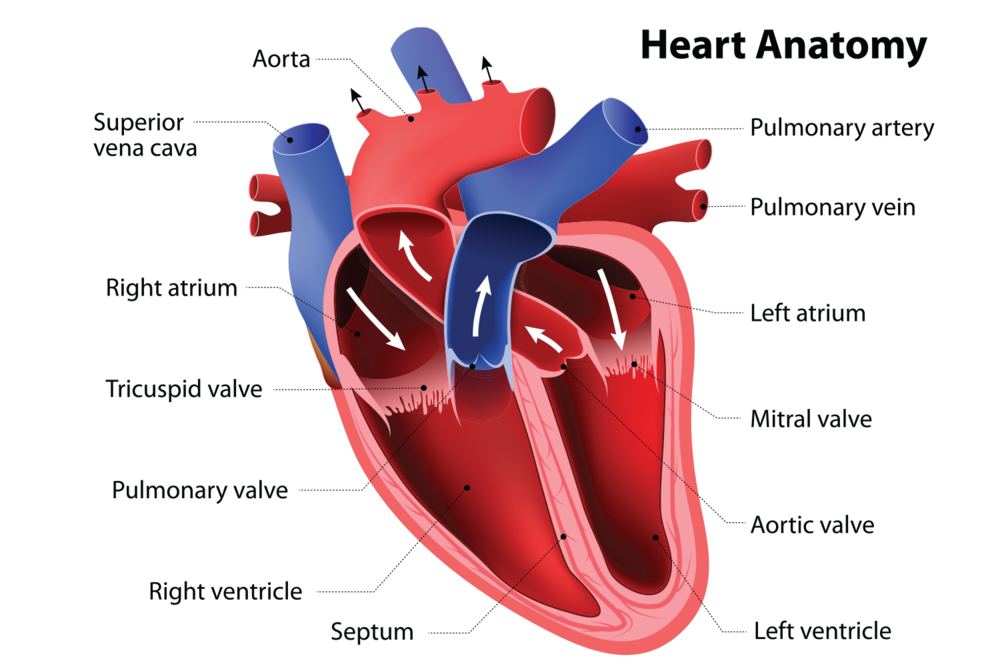 Heart Anatomy
Aorta
Superior
vena cava
Pulmonary artery
Pulmonary vein
Right atrium
Left atrium
Tricuspid valve
Mitral valve
Pulmonary valve
Aortic valve
Right ventricle
Septum
Left ventricle